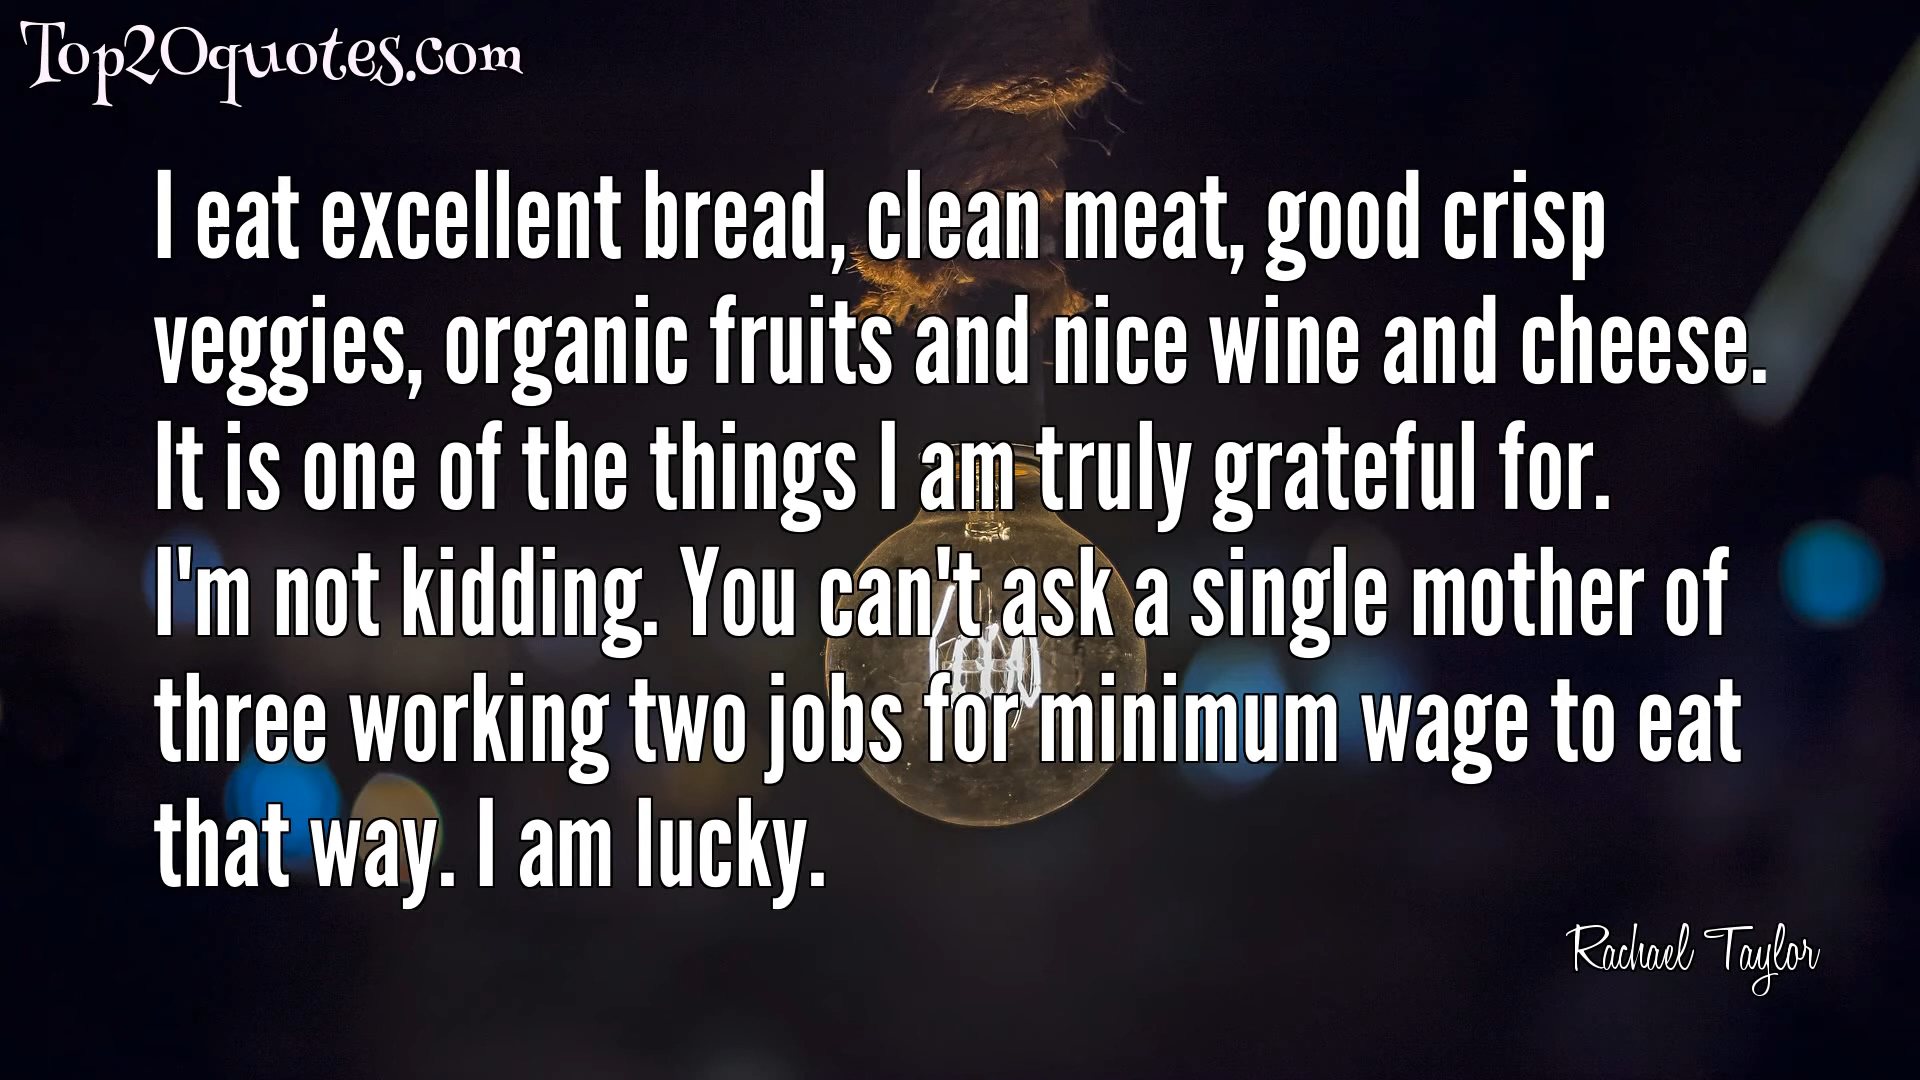 Top20quotes.com
I eat excellent bread, clean meat, good crisp
veggies, organic fruits and nice wine and cheese.
It is one of the things I am truly grateful for.
I'm not kidding. You can't ask a single mother of
three working two jobs for minimum wage to eat
that way. I am lucky.
Rachael Taylor